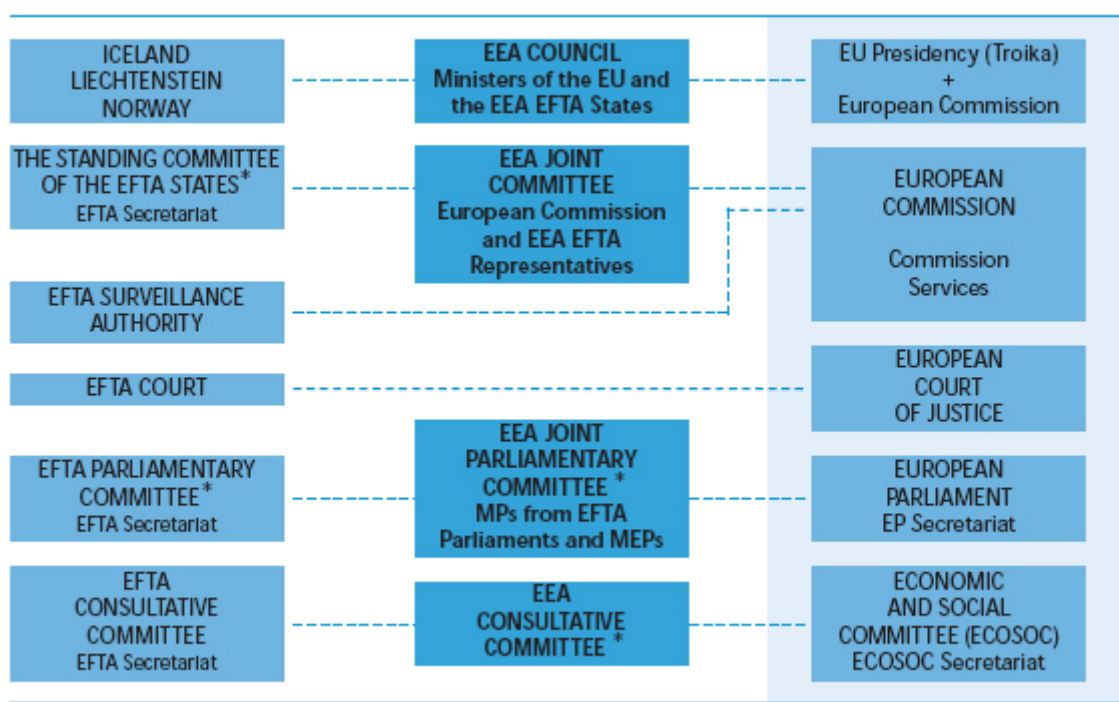 ICELAND
LIECHTENSTEIN
NORWAY
EEA COUNCIL
Ministers of the EU and
the EEA EFTA States
EU Presidency (Troika)
+
European Commission
THE STANDING COMMITTEE
OF THE EFTA STATES*
EFTA Secretariat
EEA JOINT
COMMITTEE
European Commission
and EEA EFTA
Representatives
EUROPEAN
COMMISSION
Commission
Services
EFTA SURVEILLANCE
AUTHORITY
EFTA COURT
EUROPEAN
COURT
OF JUSTICE
EFTA PARLIAMENTARY
COMMITTEE*
EFTA Secretariat
EEA JOINT
PARLIAMENTARY
COMMITTEE *
MPs from EFTA
Parliaments and MEPs
EUROPEAN
PARLIAMENT
EP Secretariat
EFTA
CONSULTATIVE
COMMITTEE
EFTA Secretariat
EEA
CONSULTATIVE
COMMITTEE *
ECONOMIC
AND SOCIAL
COMMITTEE (ECOSOC)
ECOSOC Secretariat